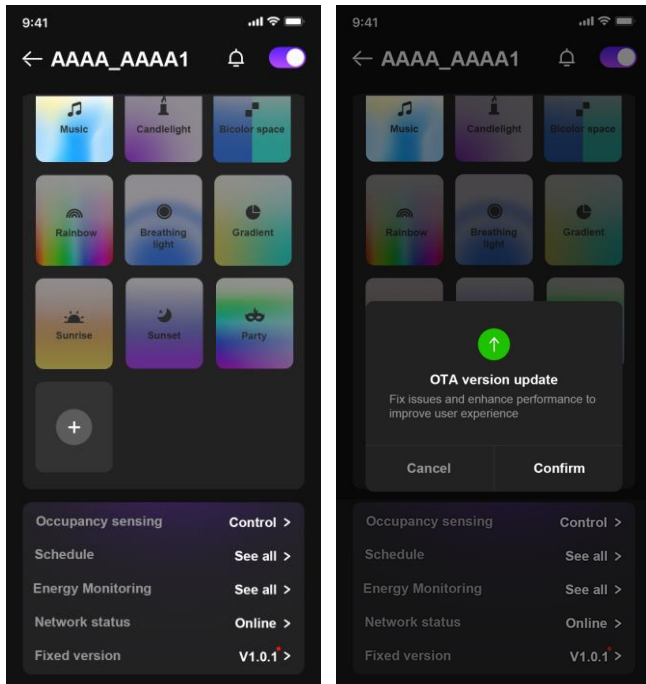 9:41
AAAA_AAAA1
Music
Candlelight
Bicolor space
Rainbow
Breathing
light
Gradient
Sunrise
Sunset
Party
+
Occupancy sensing
Control >
Schedule
See all >
Energy Monitoring
See all >
Network status
Online >
Fixed version
V1.0.1 >
9:41
AAAA_AAAA1
Music
Candlelight
Bicolor space
Rainbow
Breathing
light
Gradient
OTA version update
Fix issues and enhance performance to
improve user experience
Cancel
Confirm
Occupancy sensing
Control >
Schedule
See all >
Energy Monitoring
See all >
Network status
Online >
Fixed version
V1.0.1 >